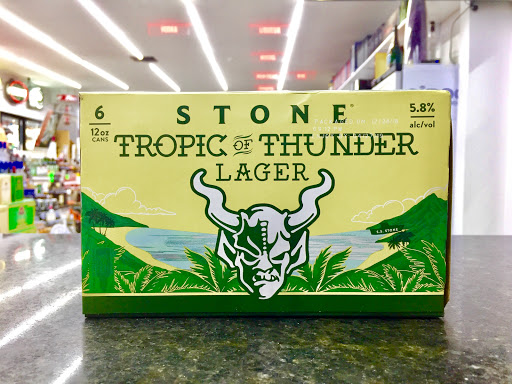 STONE
6
12oz
CANS
5.8%
alc/vol
TROPIC OF THUNDER
LAGER